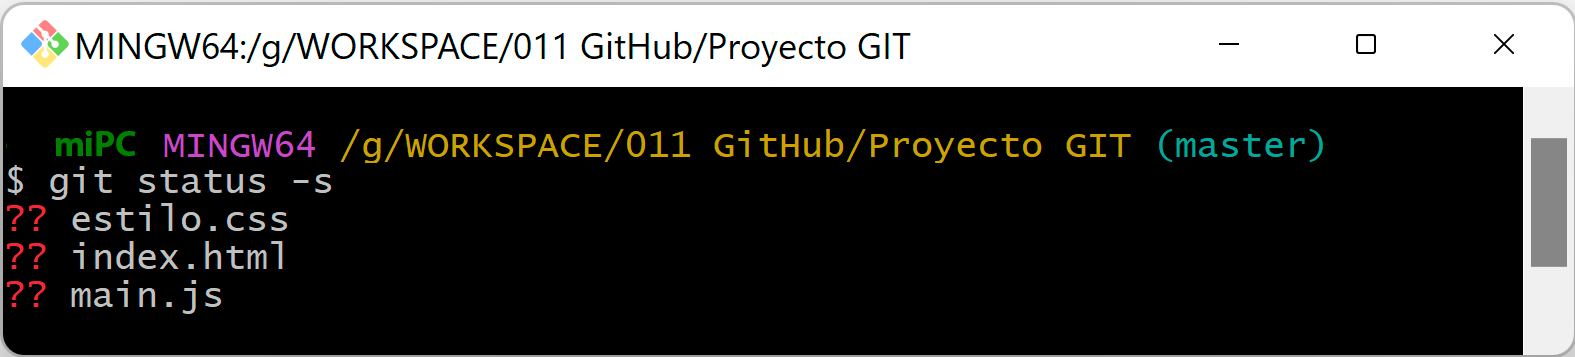 MINGW64:/g/WORKSPACE/011 GitHub/Proyecto GIT
miPC MINGW64 /g/WORKSPACE/011 GitHub/Proyecto GIT (master)
$ git status -s
?? estilo.css
?? index.html
?? main.js